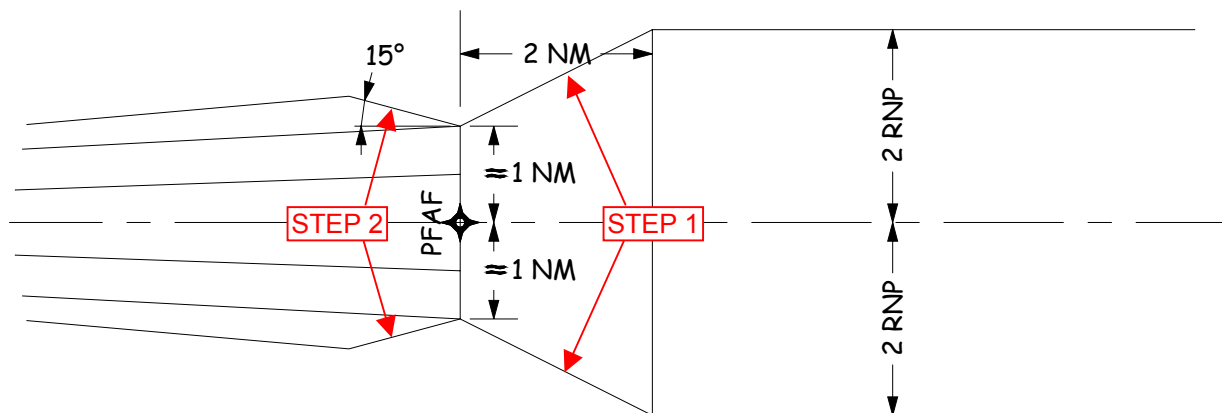 15°
2 NM
2 RNP
≈1 NM
STEP 2
PFAF
STEP 1
≈1 NM
2 RNP